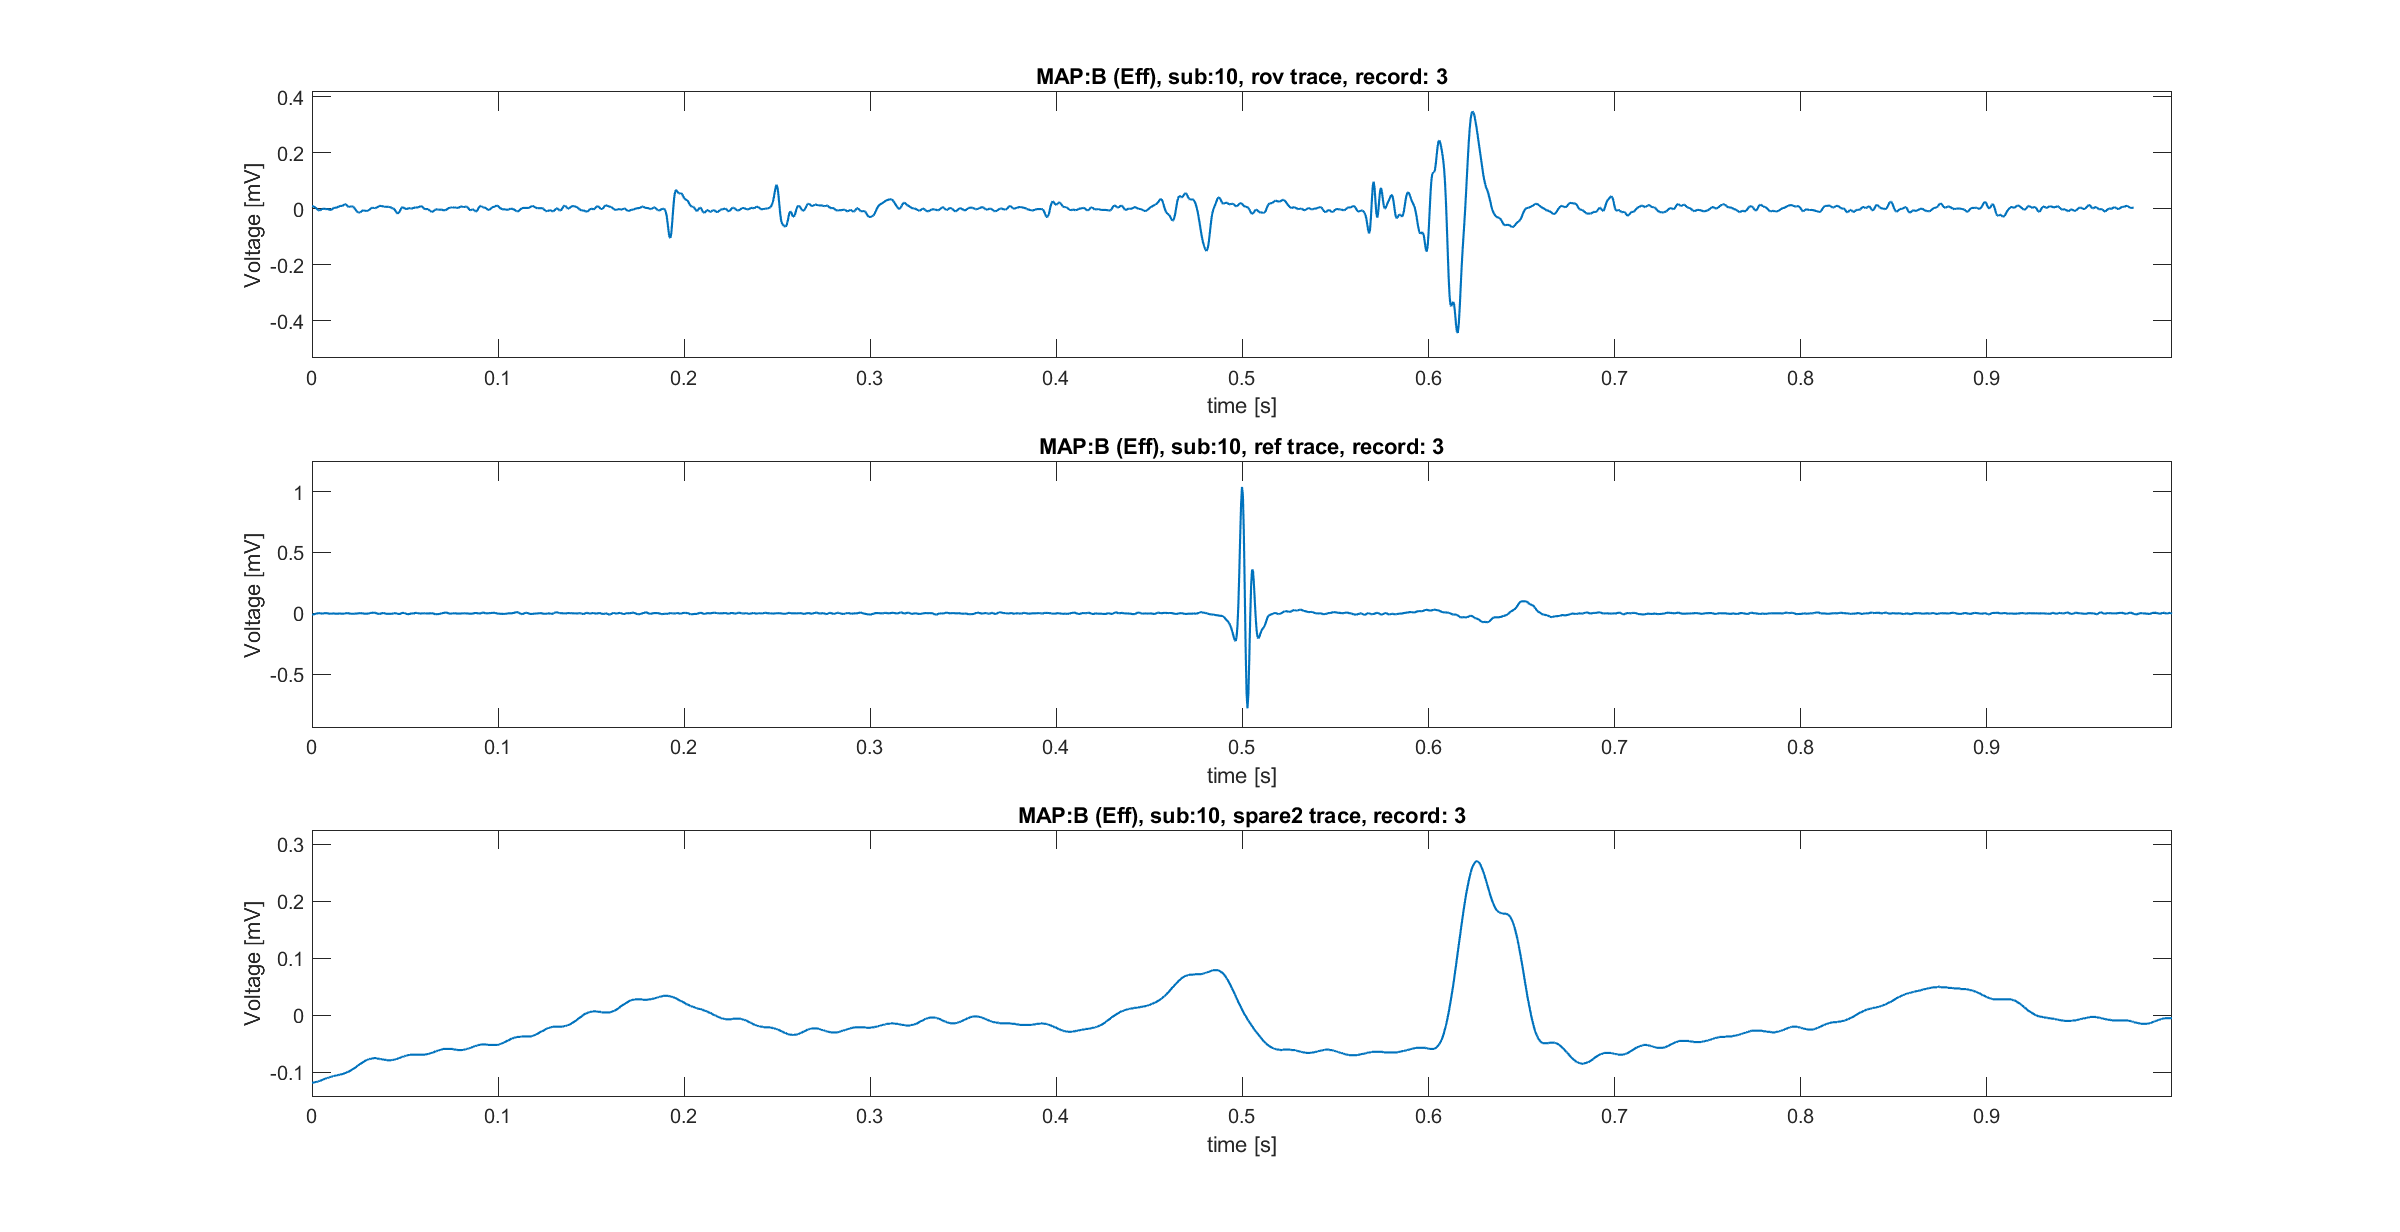 MAP:B (Eff), sub:10, rov trace, record: 3
Voltage [mV]
0.4
0.2
0
-0.2
-0.4
0 0.1 0.2 0.3 0.4 0.5 0.6 0.7 0.8 0.9
time [s]
MAP:B (Eff), sub:10, ref trace, record: 3
Voltage [mV]
1
0.5
0
-0.5
0 0.1 0.2 0.3 0.4 0.5 0.6 0.7 0.8 0.9
time [s]
MAP:B (Eff), sub:10, spare2 trace, record: 3
Voltage [mV]
0.3
0.2
0.1
0
-0.1
0 0.1 0.2 0.3 0.4 0.5 0.6 0.7 0.8 0.9
time [s]